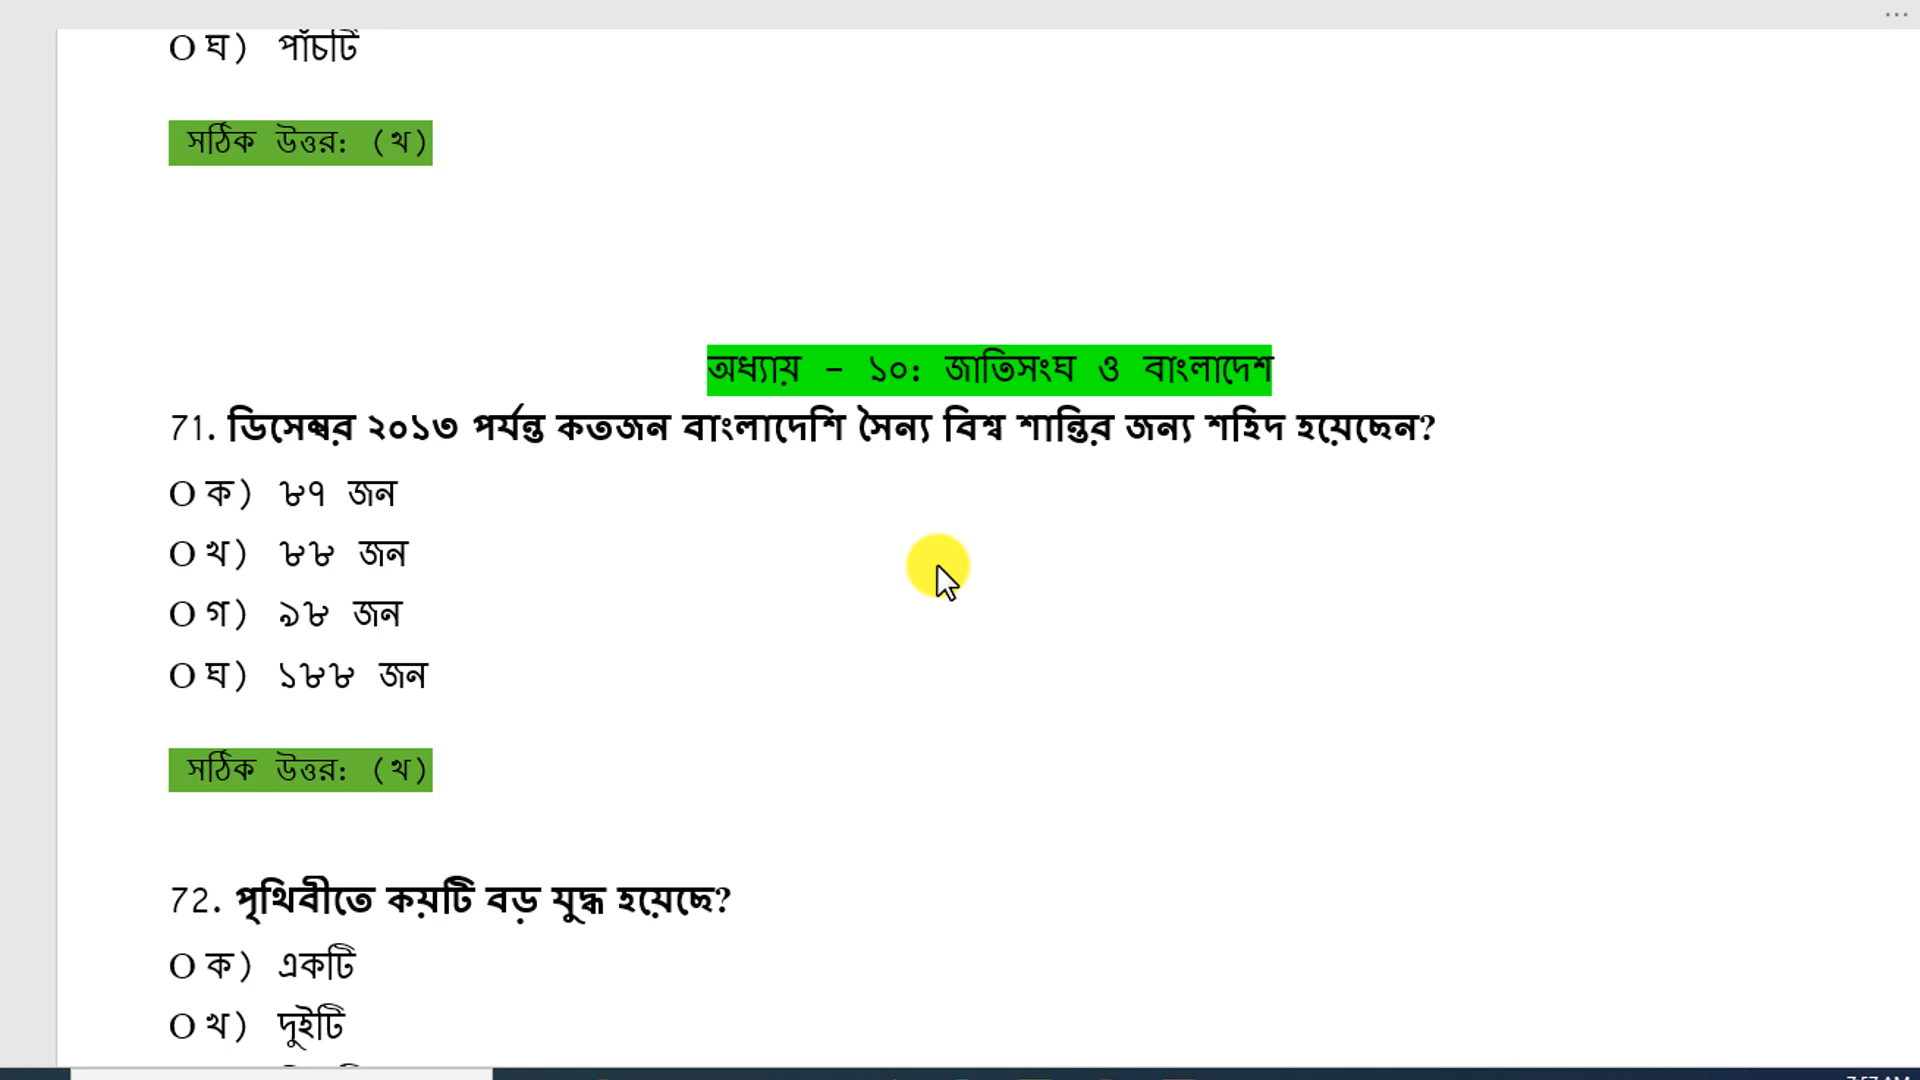 O ঘ) পাঁচটি
সঠিক উত্তর: (খ)
অধ্যায় - ১০: জাতিসংঘ ও বাংলাদেশ
71. ডিসেম্বর ২০১৩ পর্যন্ত কতজন বাংলাদেশি সৈন্য বিশ্ব শান্তির জন্য শহিদ হয়েছেন?
O ক) ৮৭ জন
O খ) ৮৮ জন
O গ) ৯৮ জন
O ঘ) ১৮৮ জন
সঠিক উত্তর: (খ)
72. পৃথিবীতে কয়টি বড় যুদ্ধ হয়েছে?
O ক) একটি
O খ) দুইটি